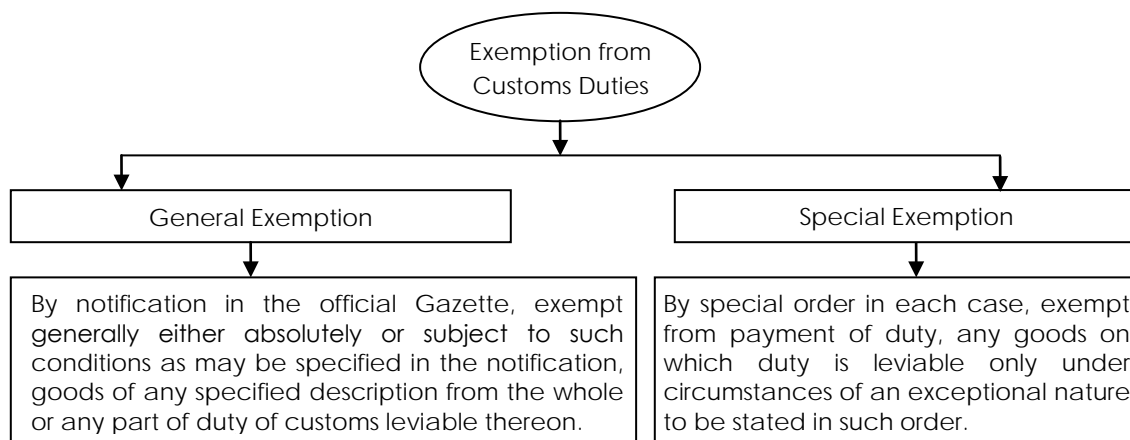 Exemption from
Customs Duties
General Exemption
Special Exemption
By notification in the official Gazette, exempt
generally either absolutely or subject to such
conditions as may be specified in the notification,
goods of any specified description from the whole
or any part of duty of customs leviable thereon.
By special order in each case, exempt
from payment of duty, any goods on
which duty is leviable only under
circumstances of an exceptional nature
to be stated in such order.